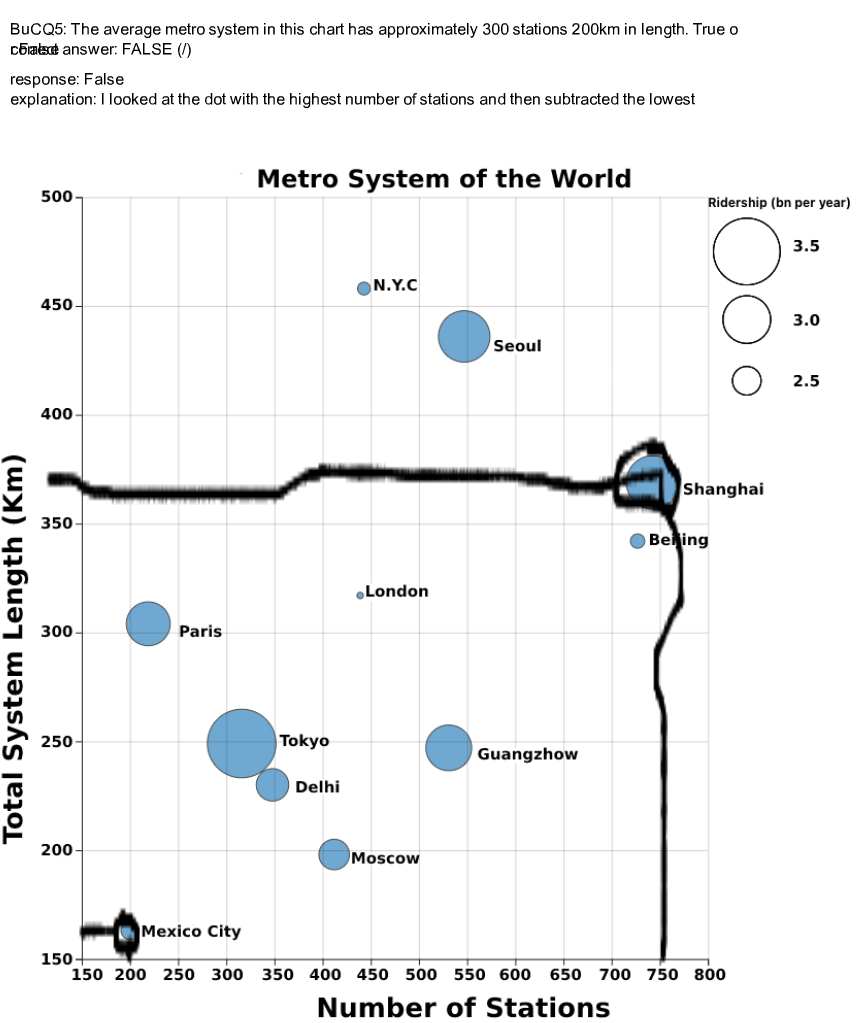 BuCQ5: The average metro system in this chart has approximately 300 stations 200km in length. True o
correct answer: FALSE (/)
response: False
explanation: I looked at the dot with the highest number of stations and then subtracted the lowest
Metro System of the World
Ridership (bn per year)
3.5
3.0
2.5
Total System Length (Km)
500
450
400
350
300
250
200
150
N.Y.C
Seoul
Shanghai
Beijing
London
Paris
Tokyo
Guangzhow
Delhi
Moscow
Mexico City
150 200 250 300 350 400 450 500 550 600 650 700 750 800
Number of Stations